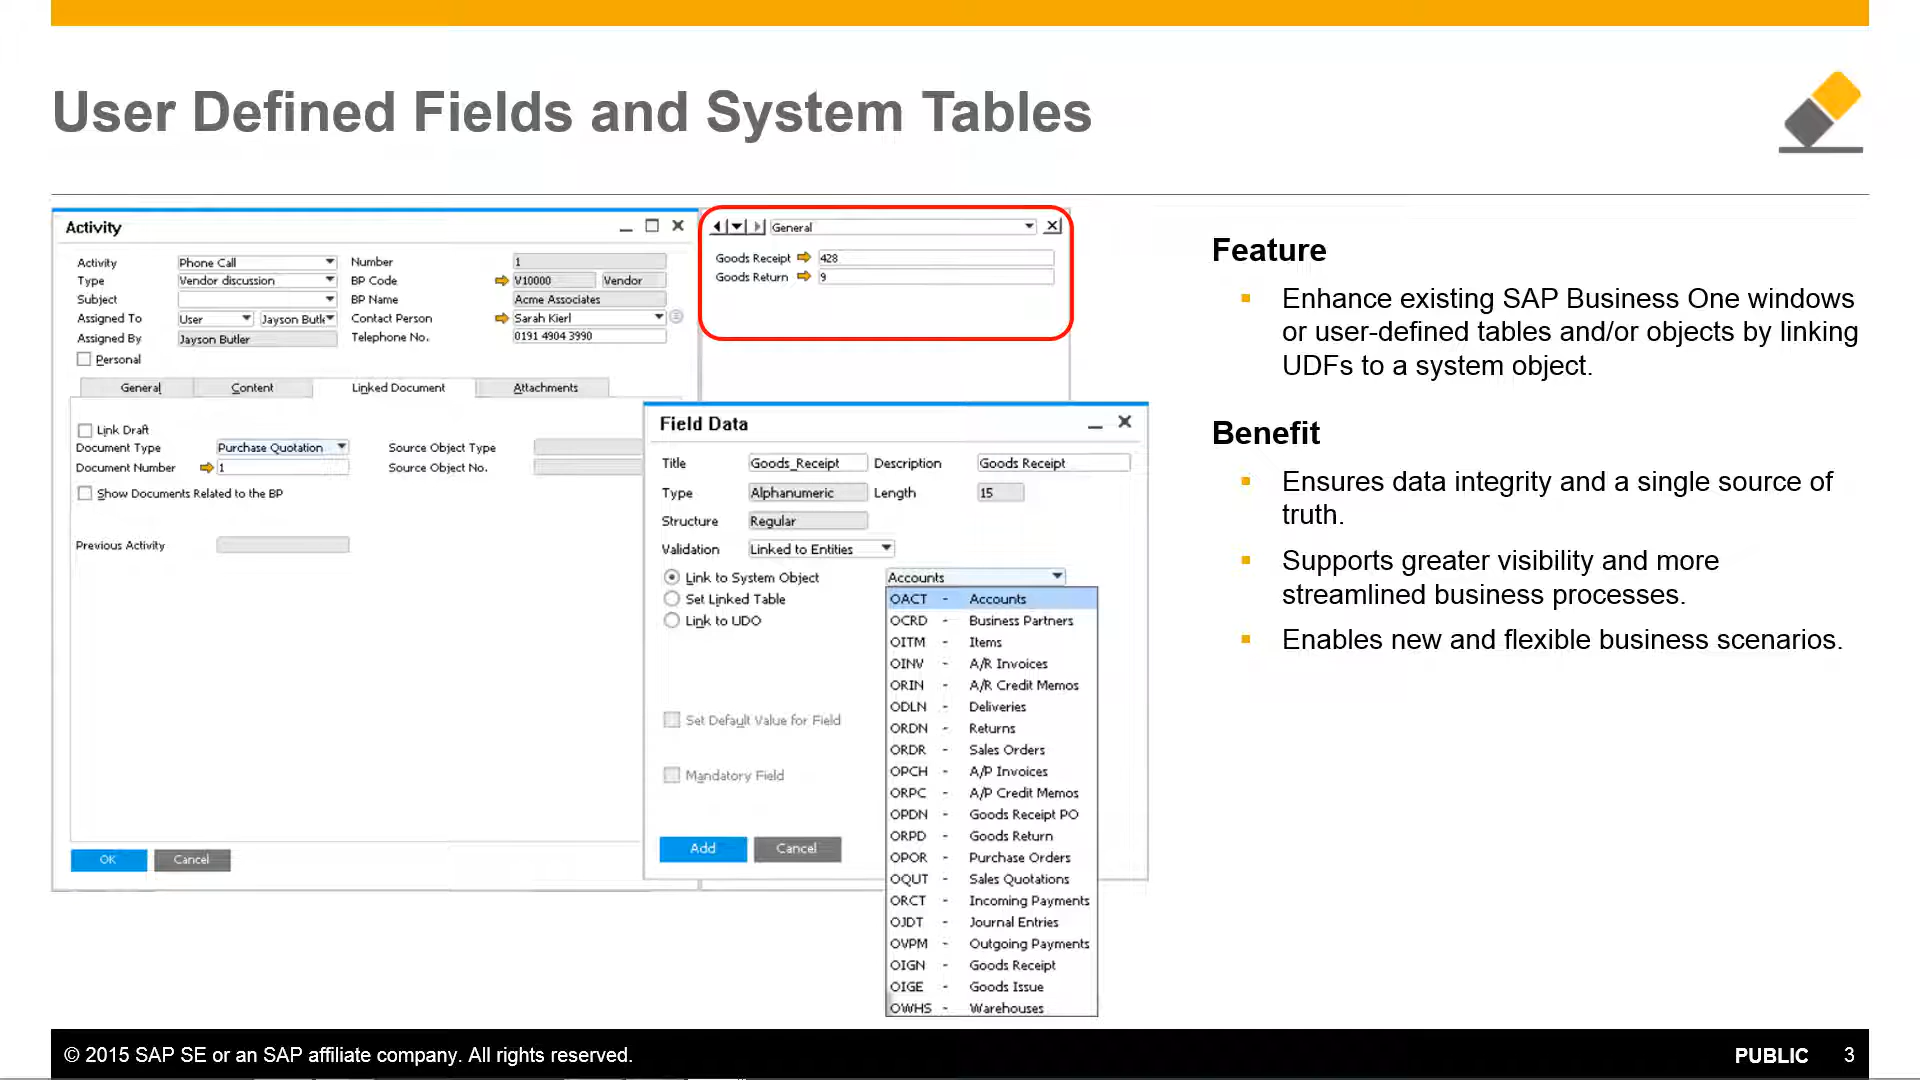 User Defined Fields and System Tables
Activity
Activity Phone Call Number 1
Type Vendor discussion BP Code V10000 Vendor
Subject BP Name Acme Associates
Assigned To User Jayson Butle Contact Person Sarah Kierl
Assigned By Jayson Butler Telephone No. 0191 4904 3990
Personal
General Content Linked Document Attachments
Link Draft
Document Type Purchase Quotation Source Object Type
Document Number 1 Source Object No.
Show Documents Related to the BP
Previous Activity
OK Cancel
General
Goods Receipt 428
Goods Return 9
Field Data
Title Goods_Receipt Description Goods Receipt
Type Alphanumeric Length 15
Structure Regular
Validation Linked to Entities
Link to System Object Accounts
Set Linked Table
Link to UDO
Set Default Value for Field
Mandatory Field
Add Cancel
OACT - Accounts
OCRD - Business Partners
OITM - Items
OINV - A/R Invoices
ORIN - A/R Credit Memos
ODLN - Deliveries
ORDN - Returns
ORDR - Sales Orders
OPCH - A/P Invoices
ORPC - A/P Credit Memos
OPDN - Goods Receipt PO
ORPD - Goods Return
OPOR - Purchase Orders
OQUT - Sales Quotations
ORCT - Incoming Payments
OJDT - Journal Entries
OVPM - Outgoing Payments
OIGN - Goods Receipt
OIGE - Goods Issue
OWHS - Warehouses
Feature
Enhance existing SAP Business One windows
or user-defined tables and/or objects by linking
UDFs to a system object.
Benefit
Ensures data integrity and a single source of
truth.
Supports greater visibility and more
streamlined business processes.
Enables new and flexible business scenarios.
© 2015 SAP SE or an SAP affiliate company. All rights reserved.
PUBLIC 3